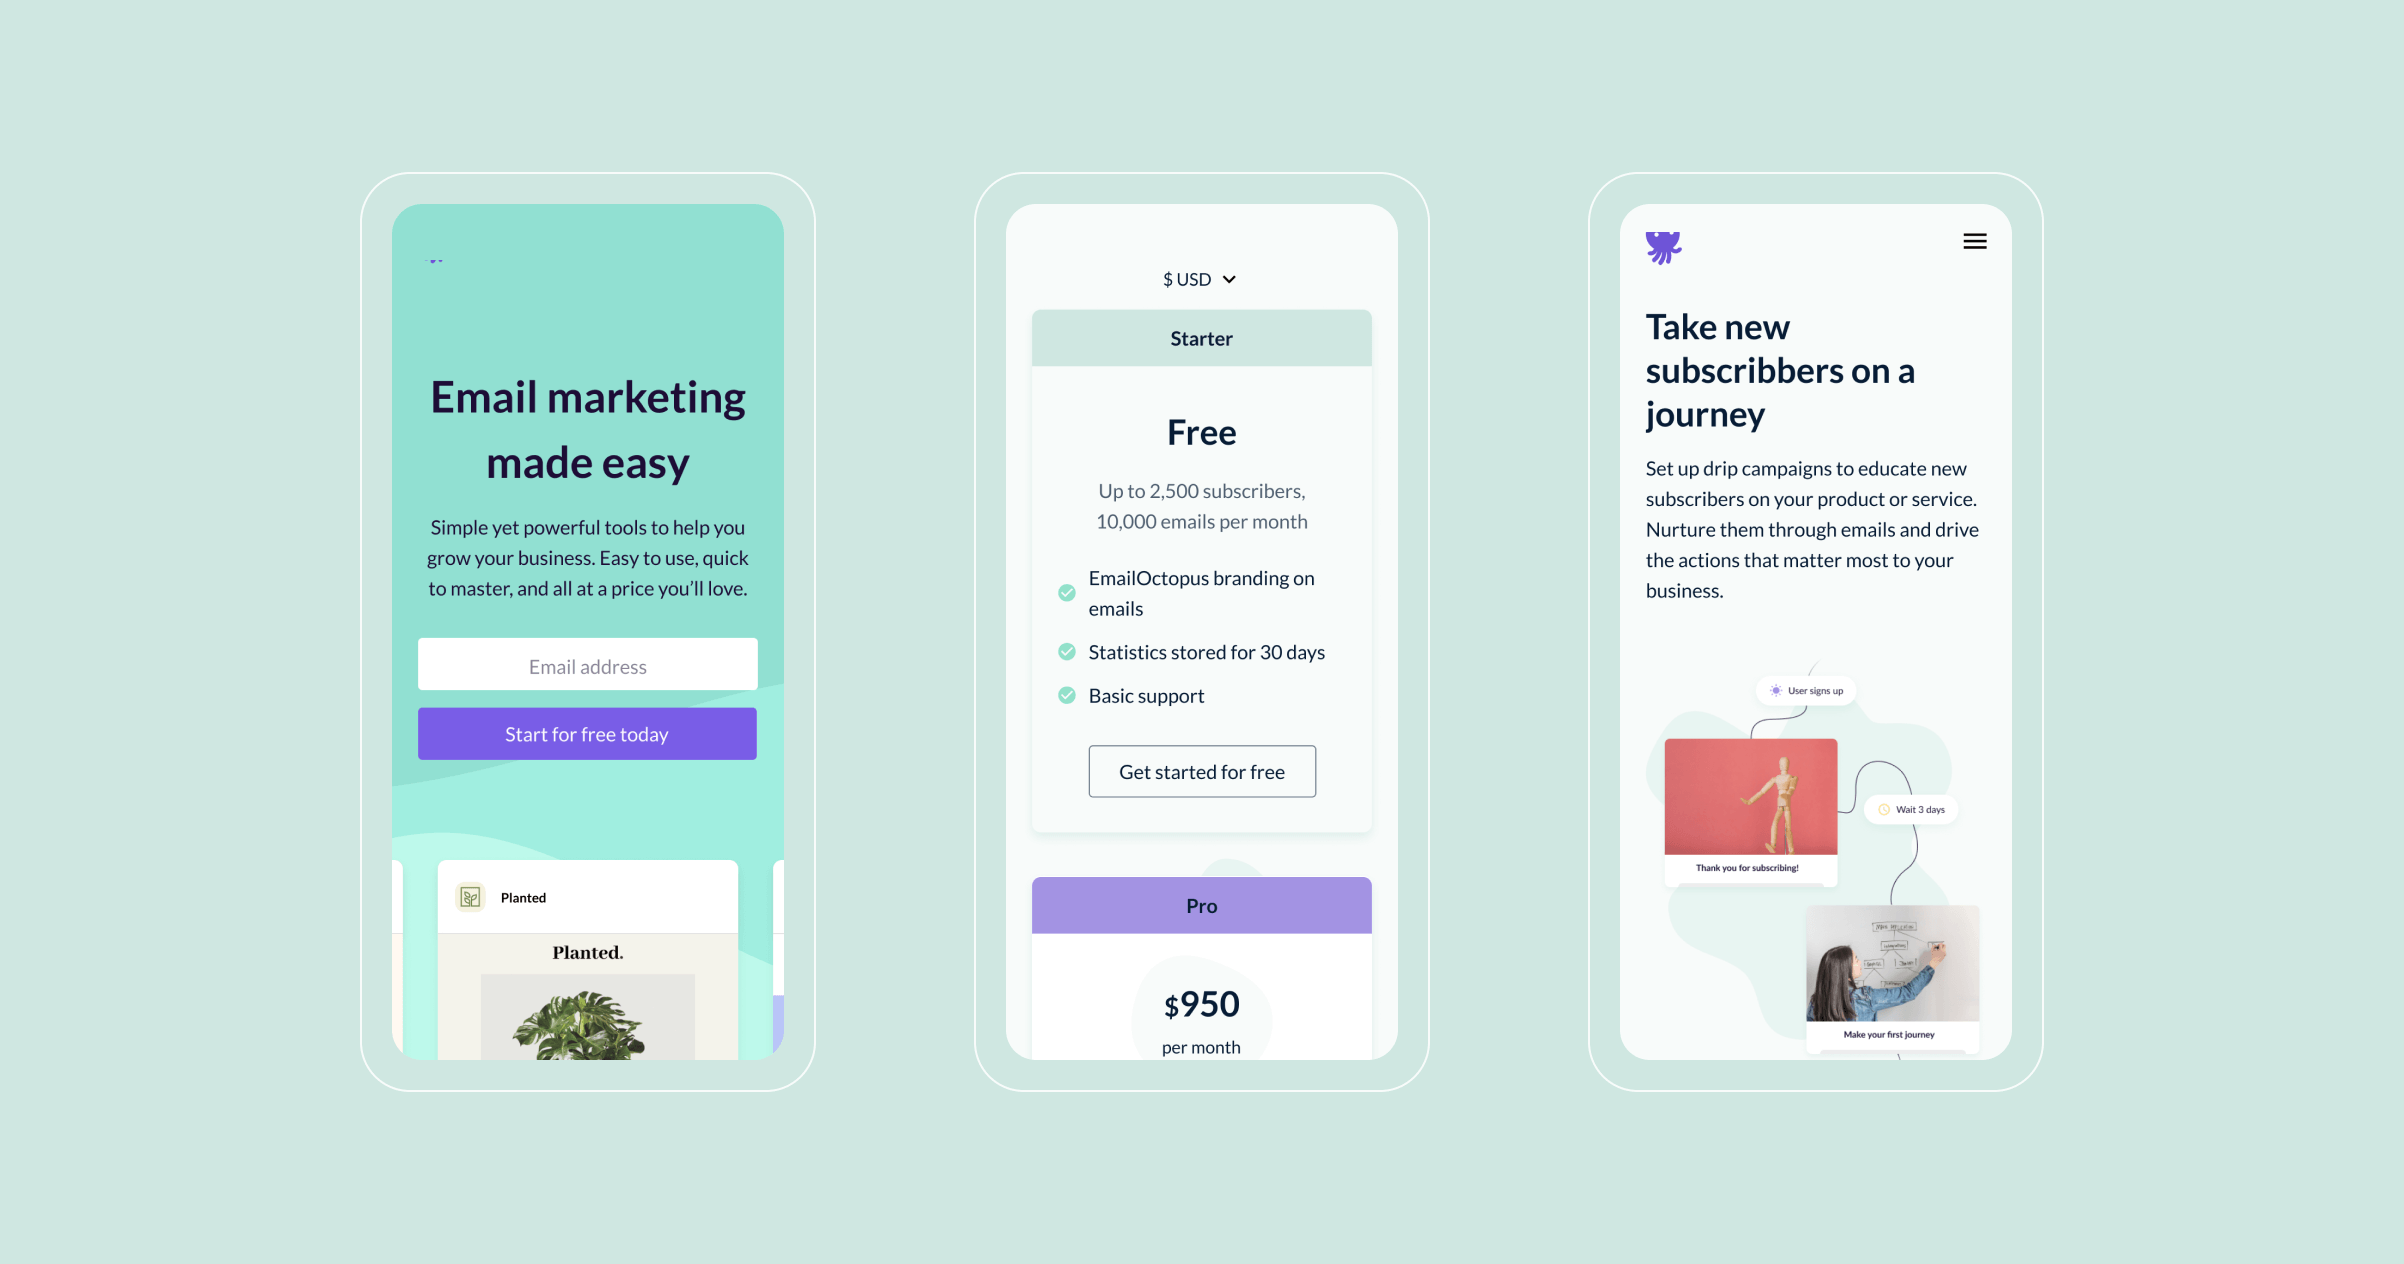 Email marketing
made easy
Simple yet powerful tools to help you
grow your business. Easy to use, quick
to master, and all at a price you’ll love.
Email address
Start for free today
Planted
Planted.
$ USD
Starter
Free
Up to 2,500 subscribers,
10,000 emails per month
EmailOctopus branding on
emails
Statistics stored for 30 days
Basic support
Get started for free
Pro
$950
per month
Take new
subscribbers on a
journey
Set up drip campaigns to educate new
subscribers on your product or service.
Nurture them through emails and drive
the actions that matter most to your
business.
User signs up
Wait 3 days
Thank you for subscribing!
Make your first journey